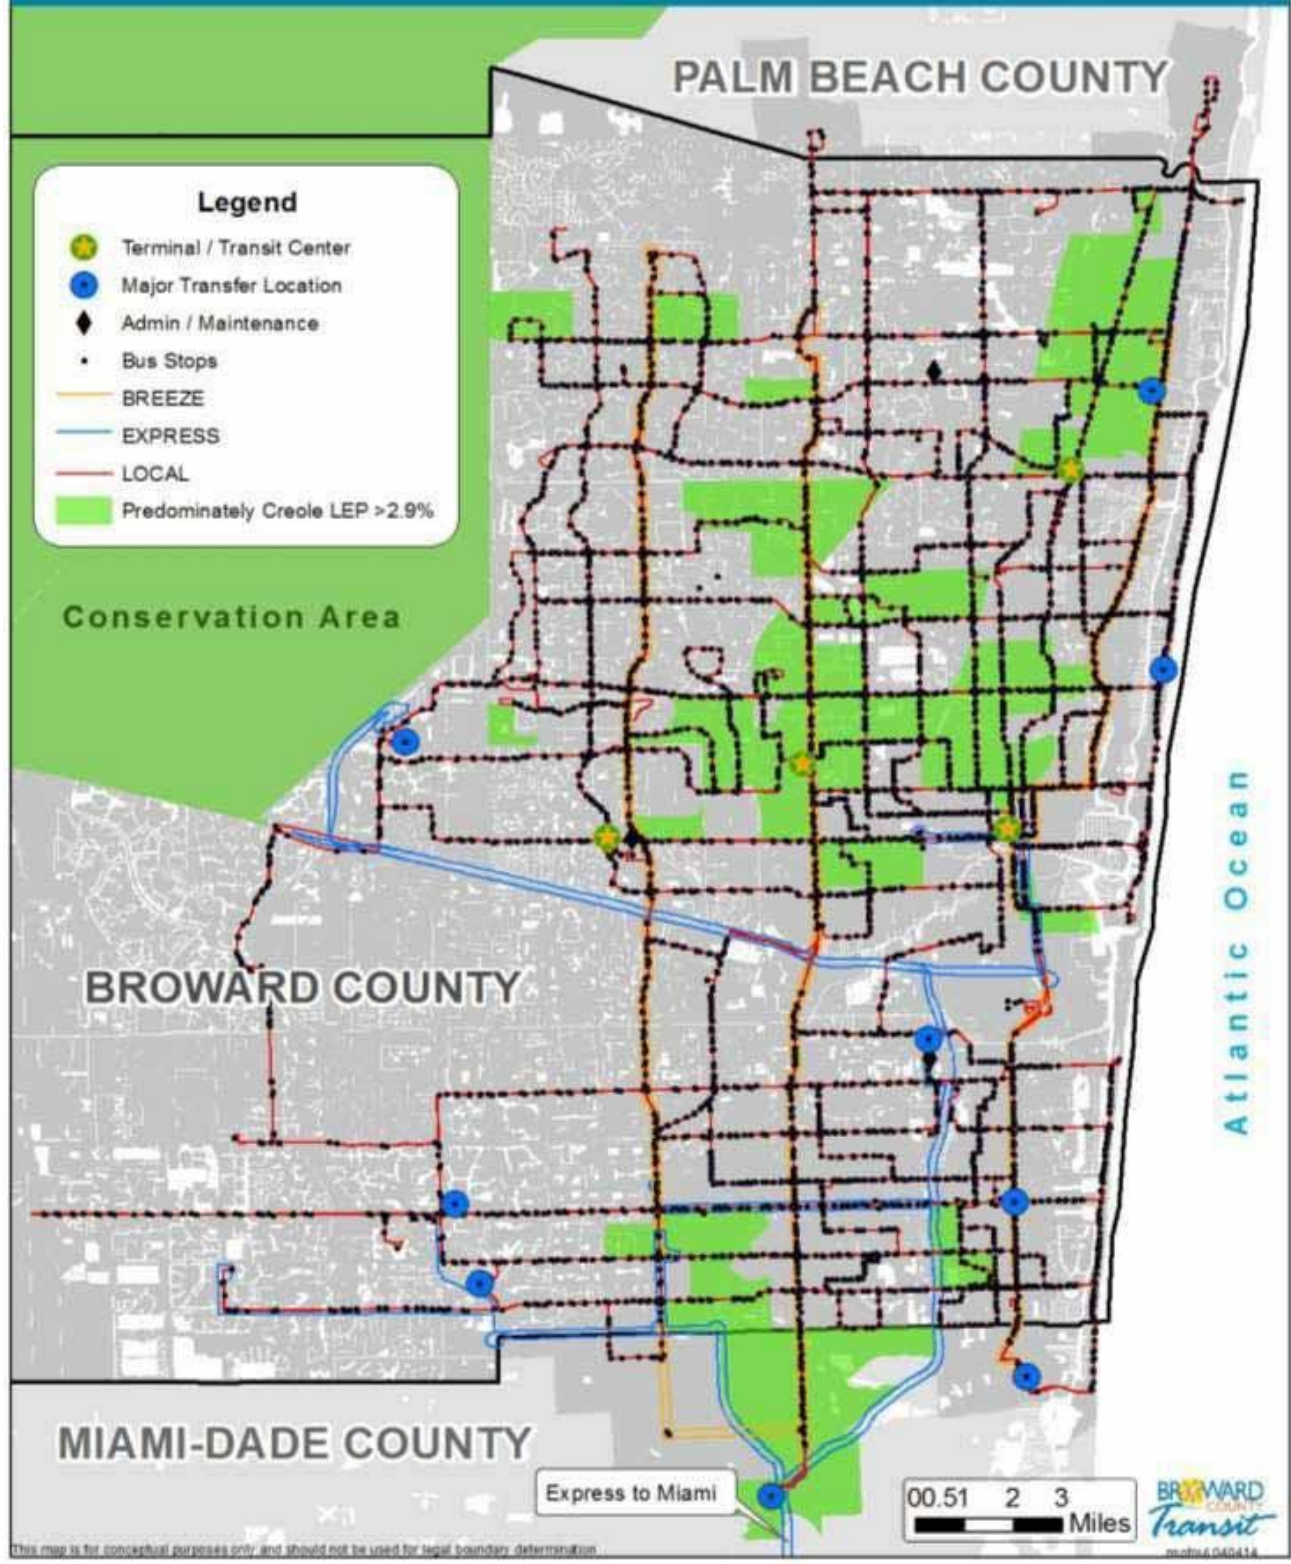 PALM BEACH COUNTY
Legend
Terminal / Transit Center
Major Transfer Location
Admin / Maintenance
Bus Stops
BREEZE
EXPRESS
LOCAL
Predominately Creole LEP >2.9%
Conservation Area
Atlantic Ocean
BROWARD COUNTY
MIAMI-DADE COUNTY
Express to Miami
00.51 2 3
Miles
BROWARD
COUNTY
Transit
This map is for conceptual purposes only and should not be used for legal boundary determination